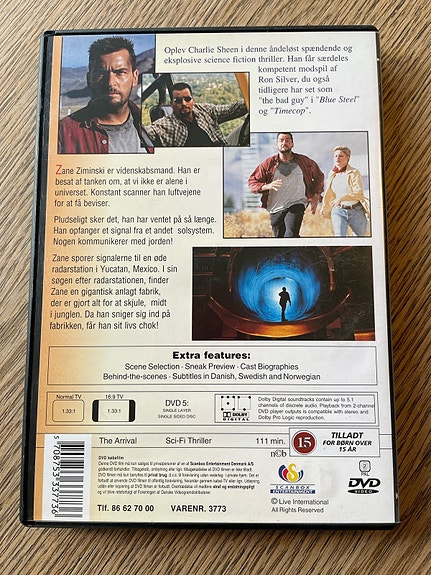 Oplev Charlie Sheen i denne åndeløst spændende og
eksplosive science fiction thriller. Han får særdeles
kompetent modspil af
Ron Silver, du også
tidligere har set som
"the bad guy" i "Blue Steel"
og "Timecop".
Zane Ziminski er videnskabsmand. Han er
besat af tanken om, at vi ikke er alene i
universet. Konstant scanner han luftvejene
for at få beviser.
Pludseligt sker det, han har ventet på så længe.
Han opfanger et signal fra et andet solsystem.
Nogen kommunikerer med jorden!
Zane sporer signalerne til en øde
radarstation i Yucatan, Mexico. I sin
søgen efter radarstationen, finder
Zane en gigantisk anlagt fabrik,
der er gjort alt for at skjule, midt
i junglen. Da han sniger sig ind på
fabrikken, får han sit livs chok!
Extra features:
Scene Selection · Sneak Preview · Cast Biographies
Behind-the-scenes · Subtitles in Danish, Swedish and Norwegian
Normal TV
1.33:1
16:9 TV
1.33:1
DVD 5:
SINGLE LAYER
SINGLE SIDED DISC
DOLBY
DIGITAL
Dolby Digital soundtracks can contain up to 5.1
channels of discrete audio. Playback from 2-channel
DVD player outputs is compatible with stereo and
Dolby Pro Logic reproduction.
The Arrival
Sci-Fi Thriller
111 min.
15
TILLADT
FOR BØRN OVER
15 ÅR
nCb
DVD købefilm
Tlf. 86 62 70 00
VARENR. 3773
SCANBOX
ENTERTAINMENT
© Live International
All Rights Reserved
2
PAL
DVD
VIDEO
5 708758 337736